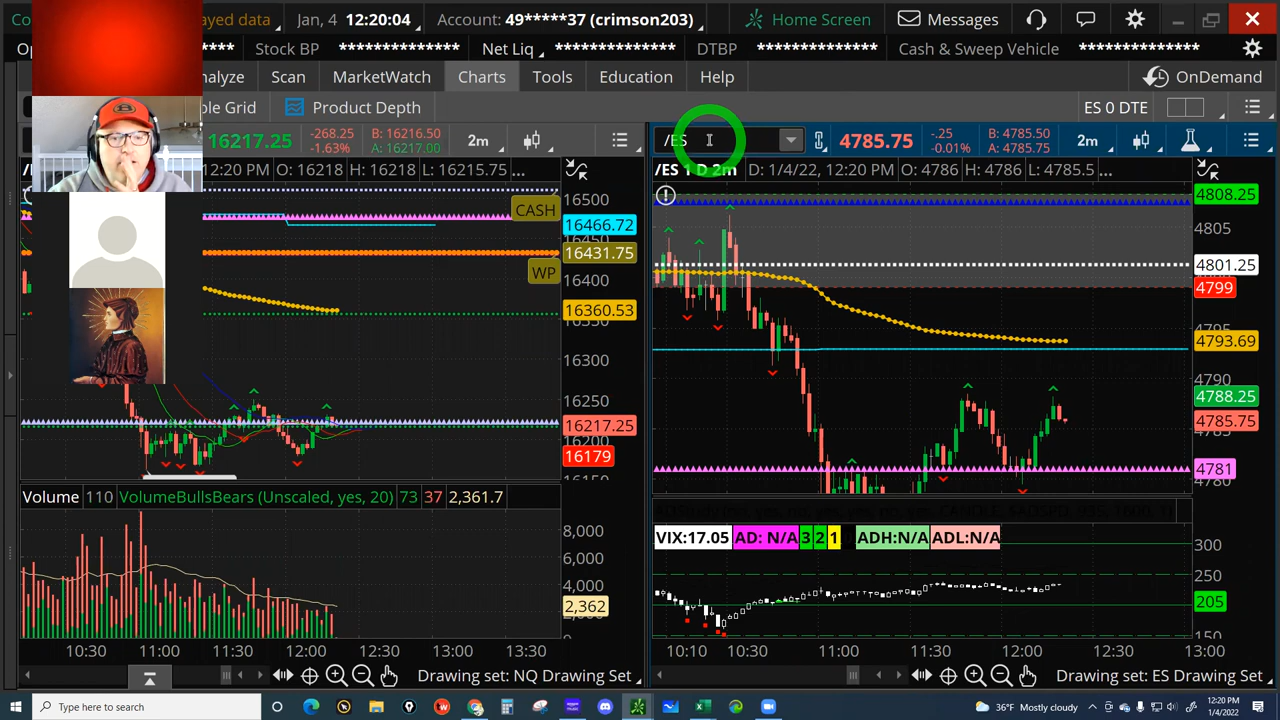 Co
ayed data
Jan, 4 12:20:04
Account: 49*****37 (crimson203)
Home Screen
Messages
Op
****
Stock BP
*************
Net Liq
*************
DTBP
*************
Cash & Sweep Vehicle
*************
nalyze
Scan
MarketWatch
Charts
Tools
Education
Help
OnDemand
le Grid
Product Depth
ES 0 DTE
16217.25
-268.25
-1.63%
B: 16216.50
A: 16217.00
2m
/ES
4785.75
-.25
-0.01%
B: 4785.50
A: 4785.75
2m
12:20 PM
O: 16218
H: 16218
L: 16215.75
...
/ES 1 D 2m
D: 1/4/22, 12:20 PM
O: 4786
H: 4786
L: 4785.5
...
16500
CASH
16466.72
16431.75
WP
16400
16360.53
16300
16250
16217.25
16200
16179
4808.25
4805
4801.25
4799
4793.69
4790
4788.25
4785.75
4781
4780
Volume
110
VolumeBullsBears (Unscaled, yes, 20)
73
37
2,361.7
8,000
6,000
4,000
2,362
VIX:17.05
AD: N/A
3
2
1
ADH:N/A
ADL:N/A
300
250
205
150
10:30
11:00
11:30
12:00
12:30
13:00
13:30
10:10
10:30
11:00
11:30
12:00
12:30
13:00
Drawing set: NQ Drawing Set
Drawing set: ES Drawing Set
Type here to search
36°F Mostly cloudy
12:20 PM
1/4/2022